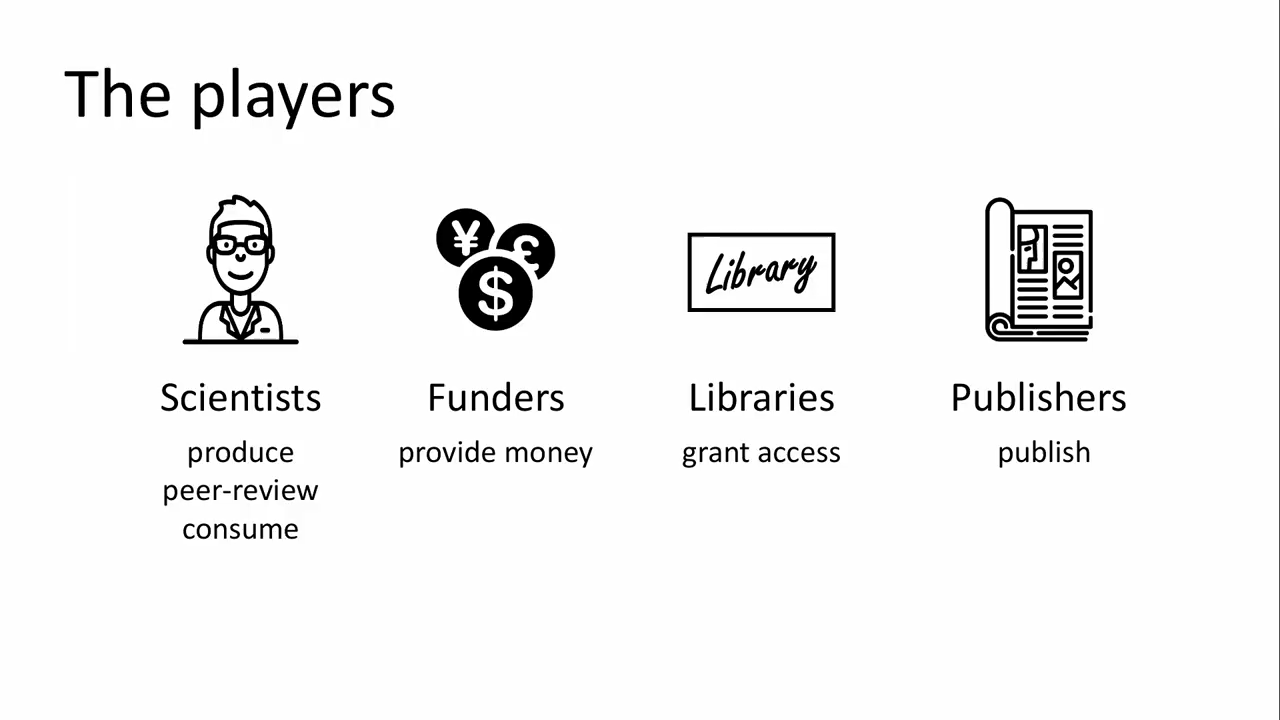 The players
¥ £ $
Library
Scientists
produce
peer-review
consume
Funders
provide money
Libraries
grant access
Publishers
publish